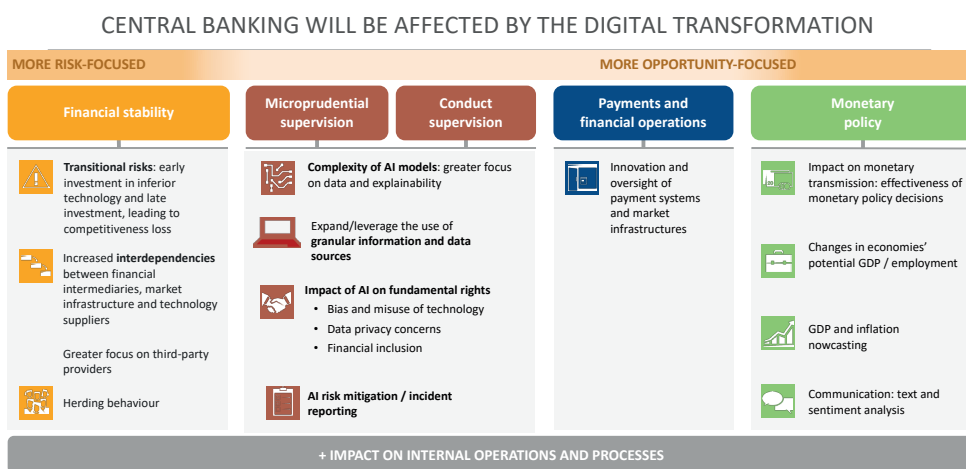 CENTRAL BANKING WILL BE AFFECTED BY THE DIGITAL TRANSFORMATION
MORE RISK-FOCUSED
MORE OPPORTUNITY-FOCUSED
Financial stability
Transitional risks: early
investment in inferior
technology and late
investment, leading to
competitiveness loss
Increased interdependencies
between financial
intermediaries, market
infrastructure and technology
suppliers
Greater focus on third-party
providers
Herding behaviour
Microprudential
supervision
Conduct
supervision
Complexity of AI models: greater focus
on data and explainability
Expand/leverage the use of
granular information and data
sources
Impact of AI on fundamental rights
• Bias and misuse of technology
• Data privacy concerns
• Financial inclusion
AI risk mitigation / incident
reporting
Payments and
financial operations
Innovation and
oversight of
payment systems
and market
infrastructures
Monetary
policy
Impact on monetary
transmission: effectiveness of
monetary policy decisions
Changes in economies’
potential GDP / employment
GDP and inflation
nowcasting
Communication: text and
sentiment analysis
+ IMPACT ON INTERNAL OPERATIONS AND PROCESSES